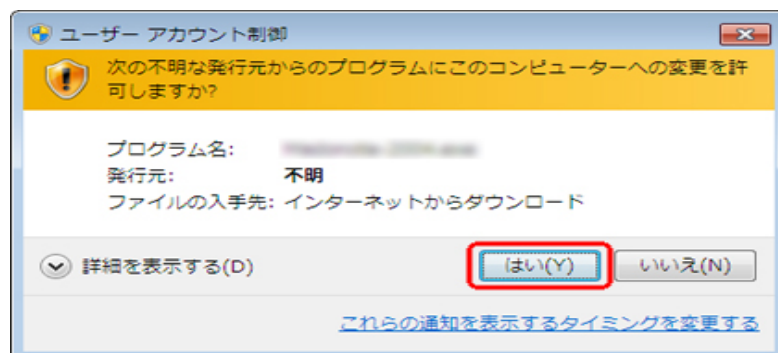 ユーザー アカウント制御
次の不明な発行元からのプログラムにこのコンピューターへの変更を許
可しますか?
プログラム名:
発行元: 不明
ファイルの入手先: インターネットからダウンロード
詳細を表示する(D) はい(Y) いいえ(N)
これらの通知を表示するタイミングを変更する